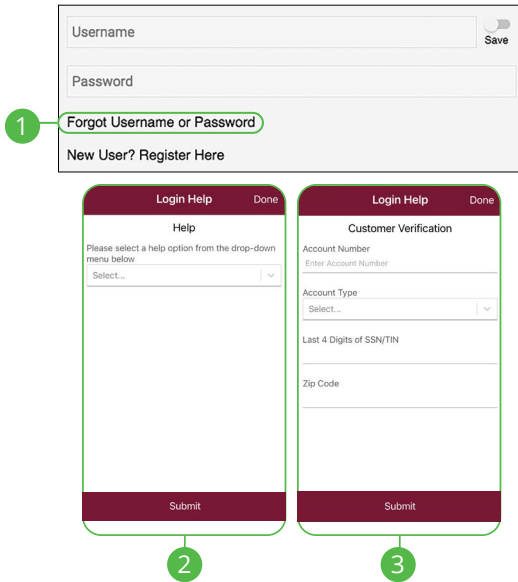 Username
Save
Password
1
Forgot Username or Password
New User? Register Here
Login Help Done
Help
Please select a help option from the drop-down
menu below
Select...
Submit
2
Login Help Done
Customer Verification
Account Number
Enter Account Number
Account Type
Select...
Last 4 Digits of SSN/TIN
Zip Code
Submit
3